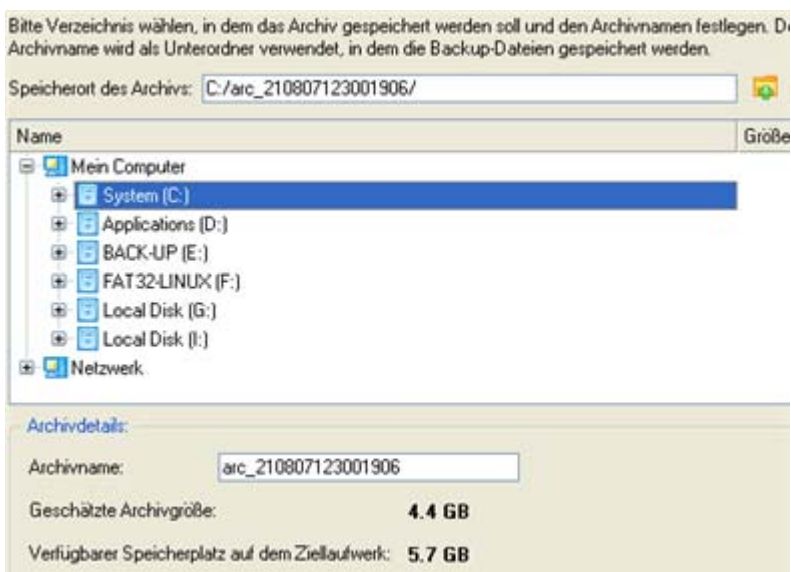 Bitte Verzeichnis wählen, in dem das Archiv gespeichert werden soll und den Archivnamen festlegen.
Archivname wird als Unterordner verwendet, in dem die Backup-Dateien gespeichert werden.
Speicherort des Archivs: C:/arc_210807123001906/
Name Größe
Mein Computer
System (C:)
Applications (D:)
BACK-UP (E:)
FAT32-LINUX (F:)
Local Disk (G:)
Local Disk (I:)
Netzwerk
Archivdetails:
Archivname: arc_210807123001906
Geschätzte Archivgröße: 4.4 GB
Verfügbarer Speicherplatz auf dem Ziellaufwerk: 5.7 GB